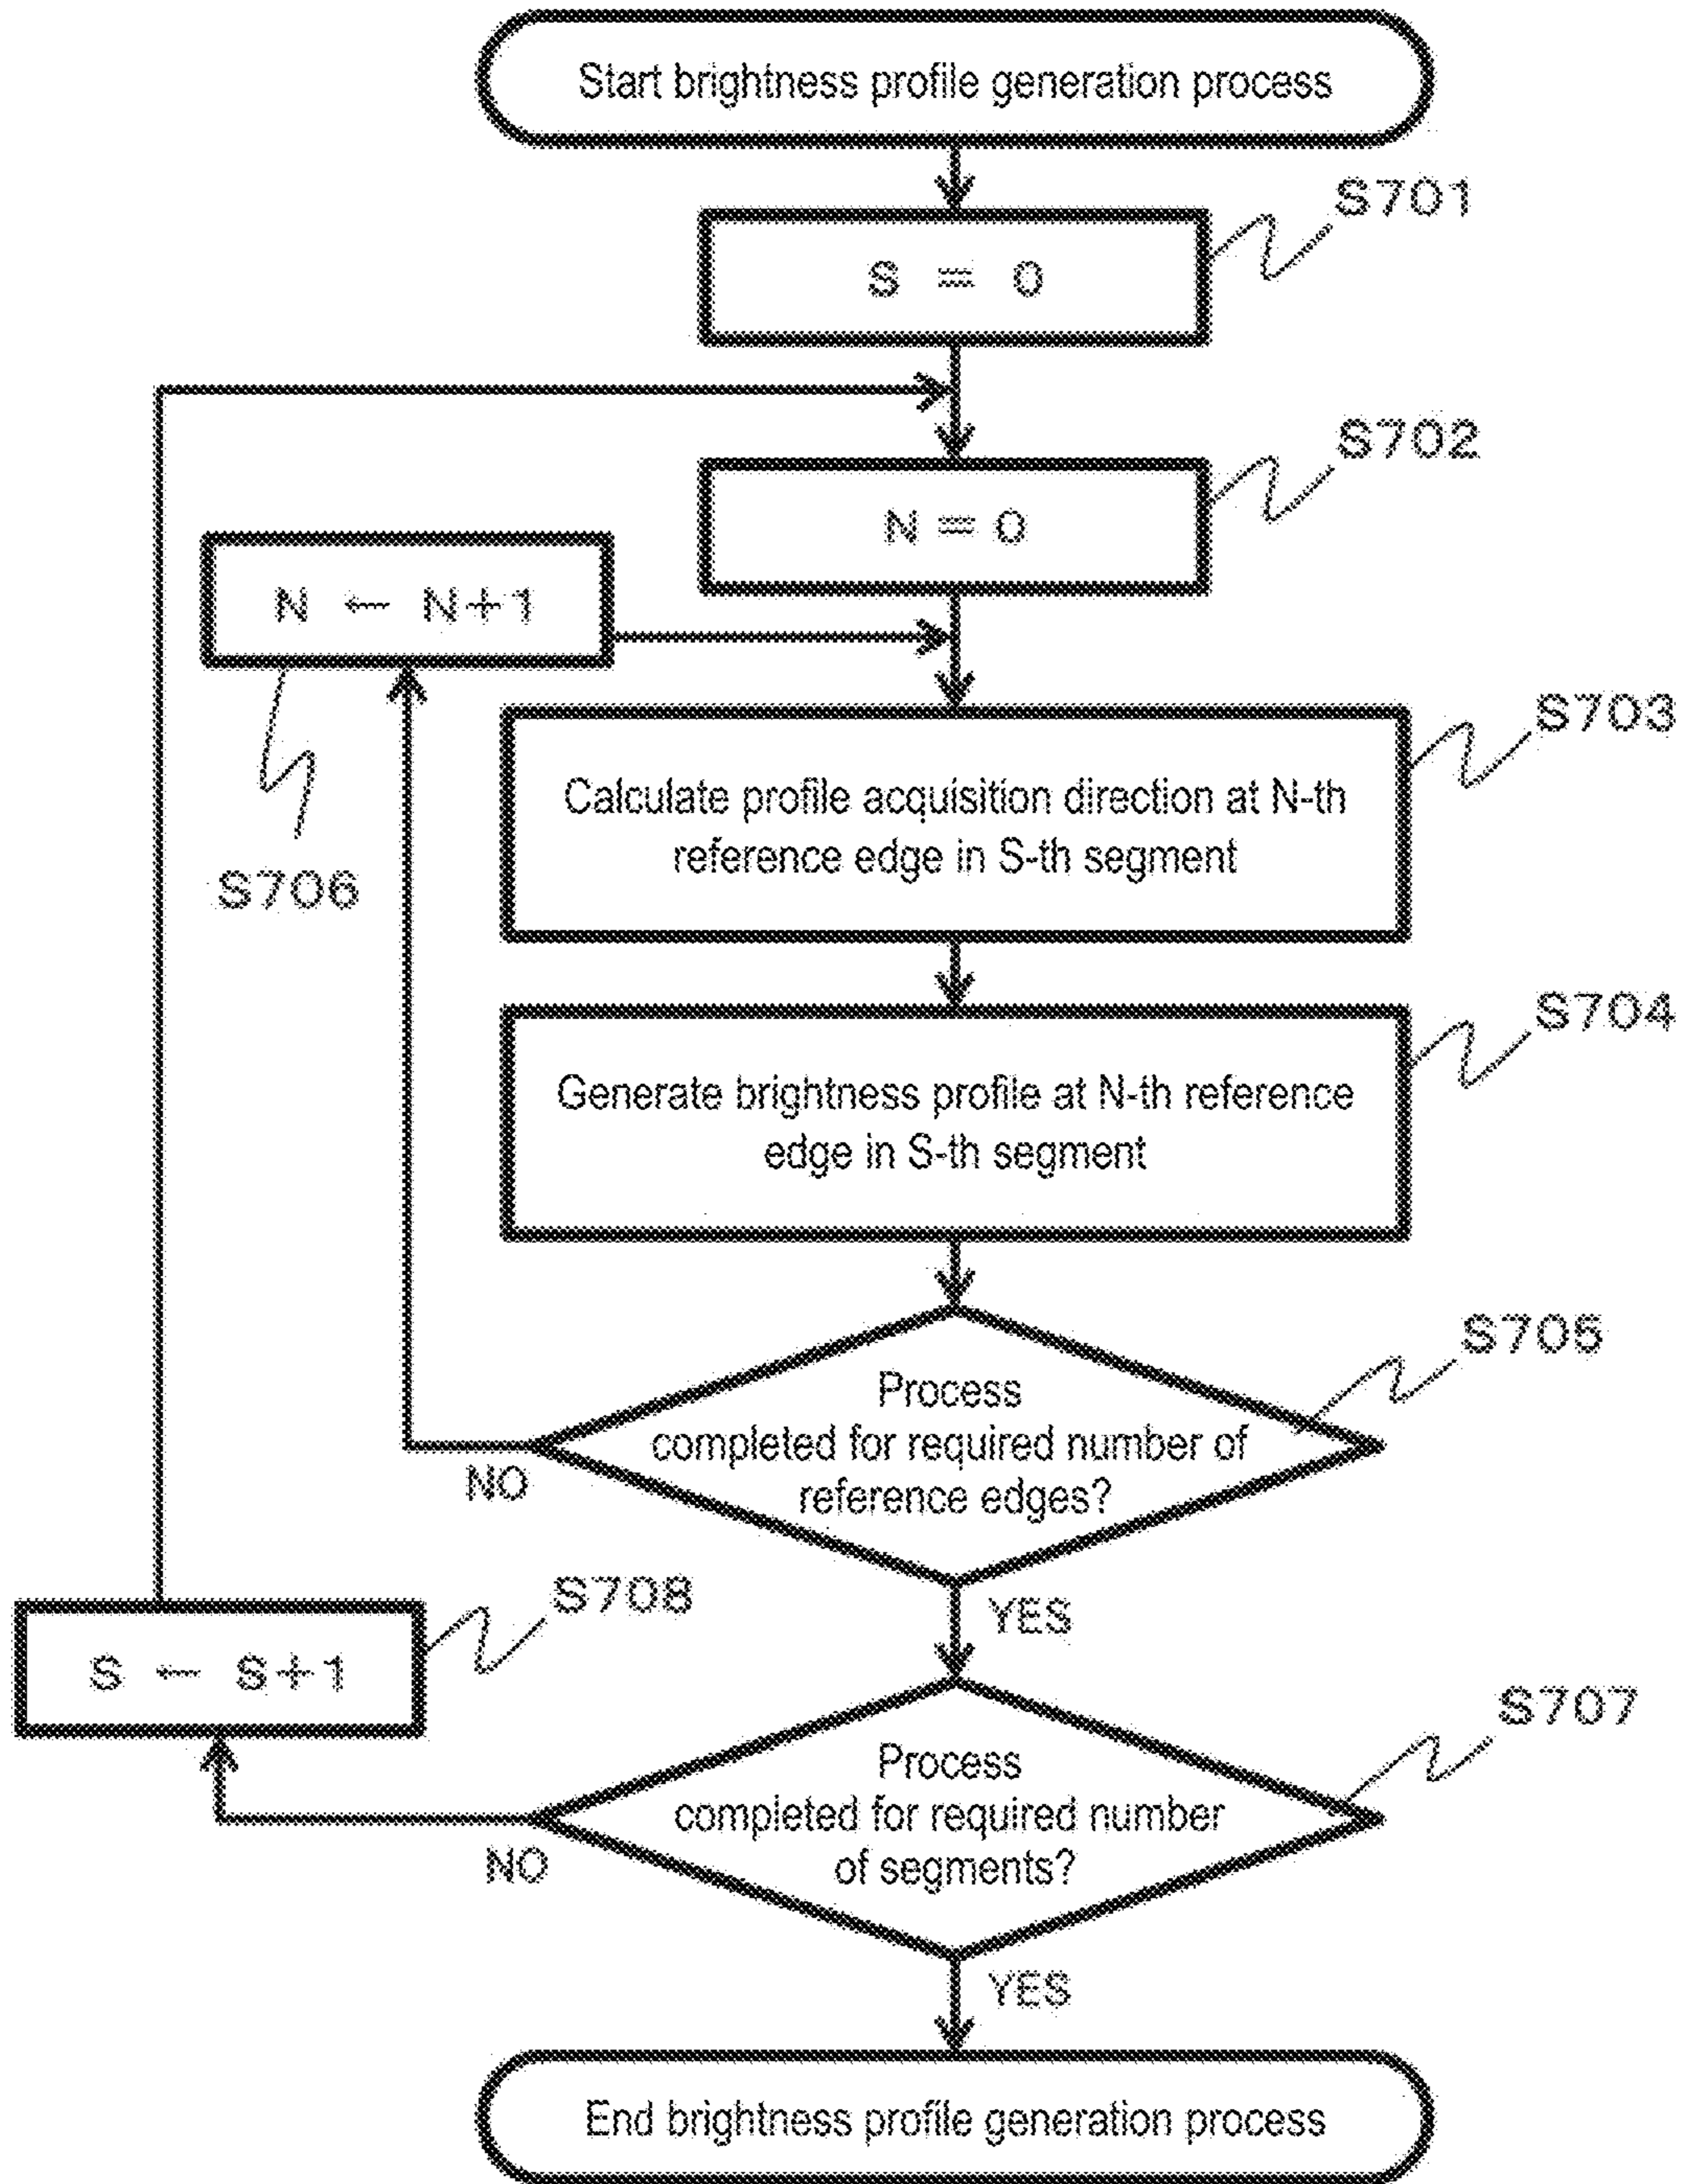 Start brightness profile generation process
S701
S = 0
S702
N = 0
N ← N+1
S706
S703
Calculate profile acquisition direction at N-th
reference edge in S-th segment
S704
Generate brightness profile at N-th reference
edge in S-th segment
S705
Process
completed for required number of
reference edges?
NO
YES
S708
S ← S+1
S707
Process
completed for required number
of segments?
NO
YES
End brightness profile generation process